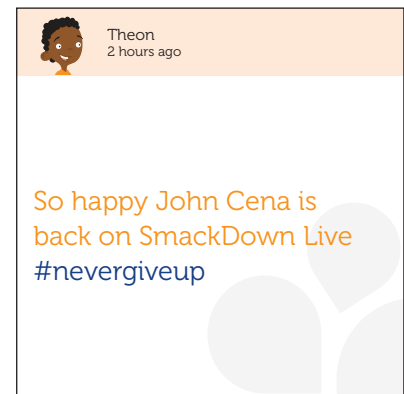 Theon
2 hours ago
So happy John Cena is
back on SmackDown Live
#nevergiveup